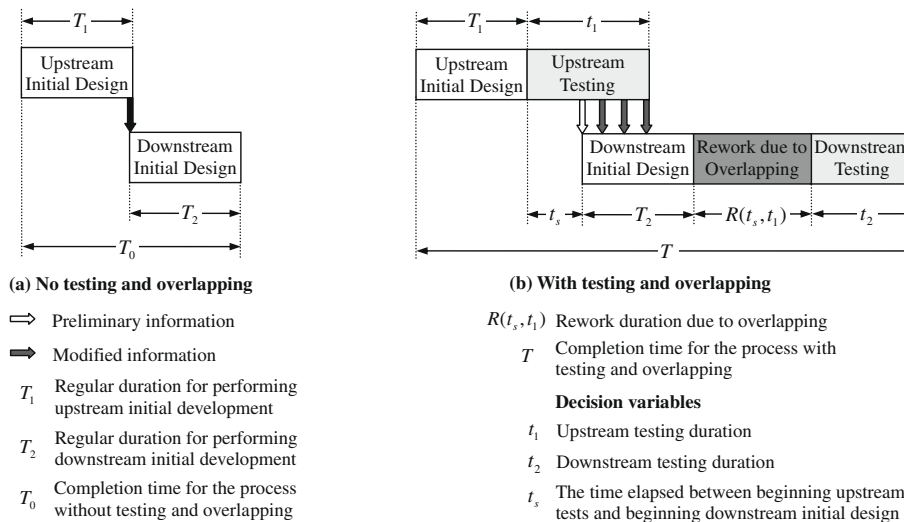 T₁
Upstream
Initial Design
Downstream
Initial Design
T₂
T₀
(a) No testing and overlapping
Preliminary information
Modified information
T₁ Regular duration for performing
upstream initial development
T₂ Regular duration for performing
downstream initial development
T₀ Completion time for the process
without testing and overlapping
T₁ t₁
Upstream
Initial Design
Upstream
Testing
Downstream
Initial Design
Rework due to
Overlapping
Downstream
Testing
tₛ T₂ R(tₛ, t₁) t₂
T
(b) With testing and overlapping
R(tₛ, t₁) Rework duration due to overlapping
T Completion time for the process with
testing and overlapping
Decision variables
t₁ Upstream testing duration
t₂ Downstream testing duration
tₛ The time elapsed between beginning upstream
tests and beginning downstream initial design